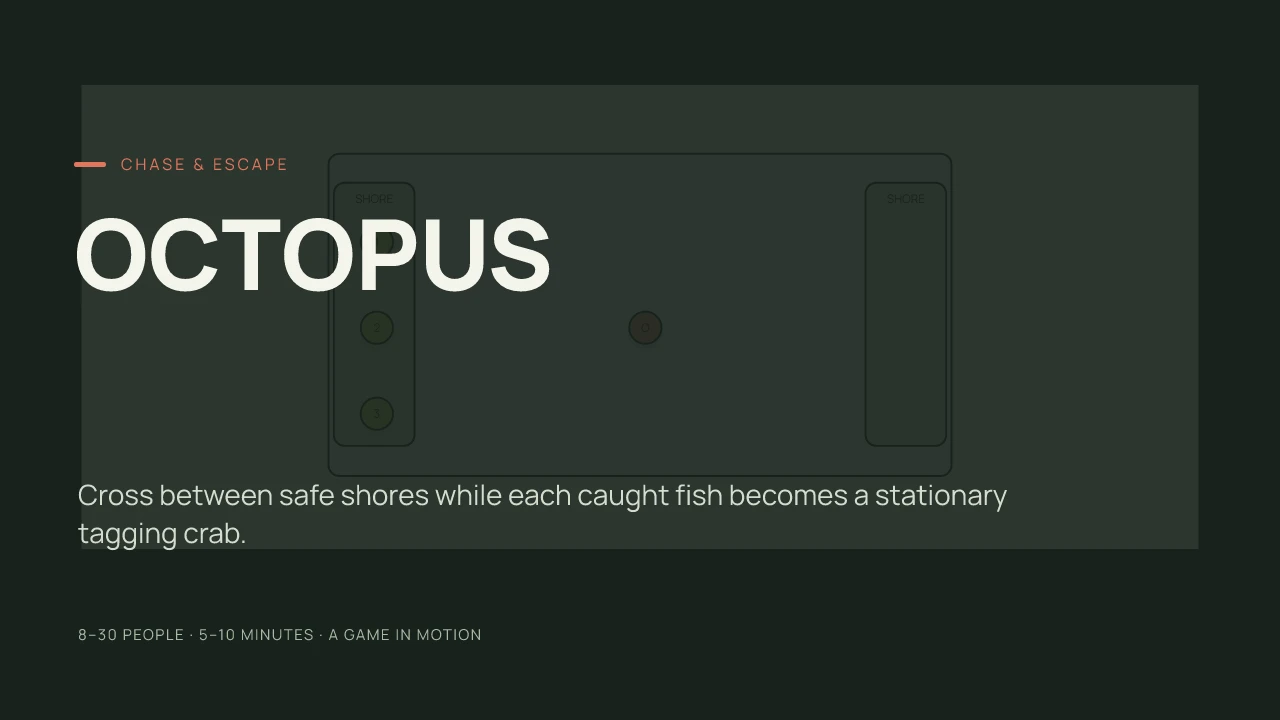 CHASE & ESCAPE
SHORE
SHORE
OCTOPUS
2
O
3
Cross between safe shores while each caught fish becomes a stationary
tagging crab.
8–30 PEOPLE · 5–10 MINUTES · A GAME IN MOTION